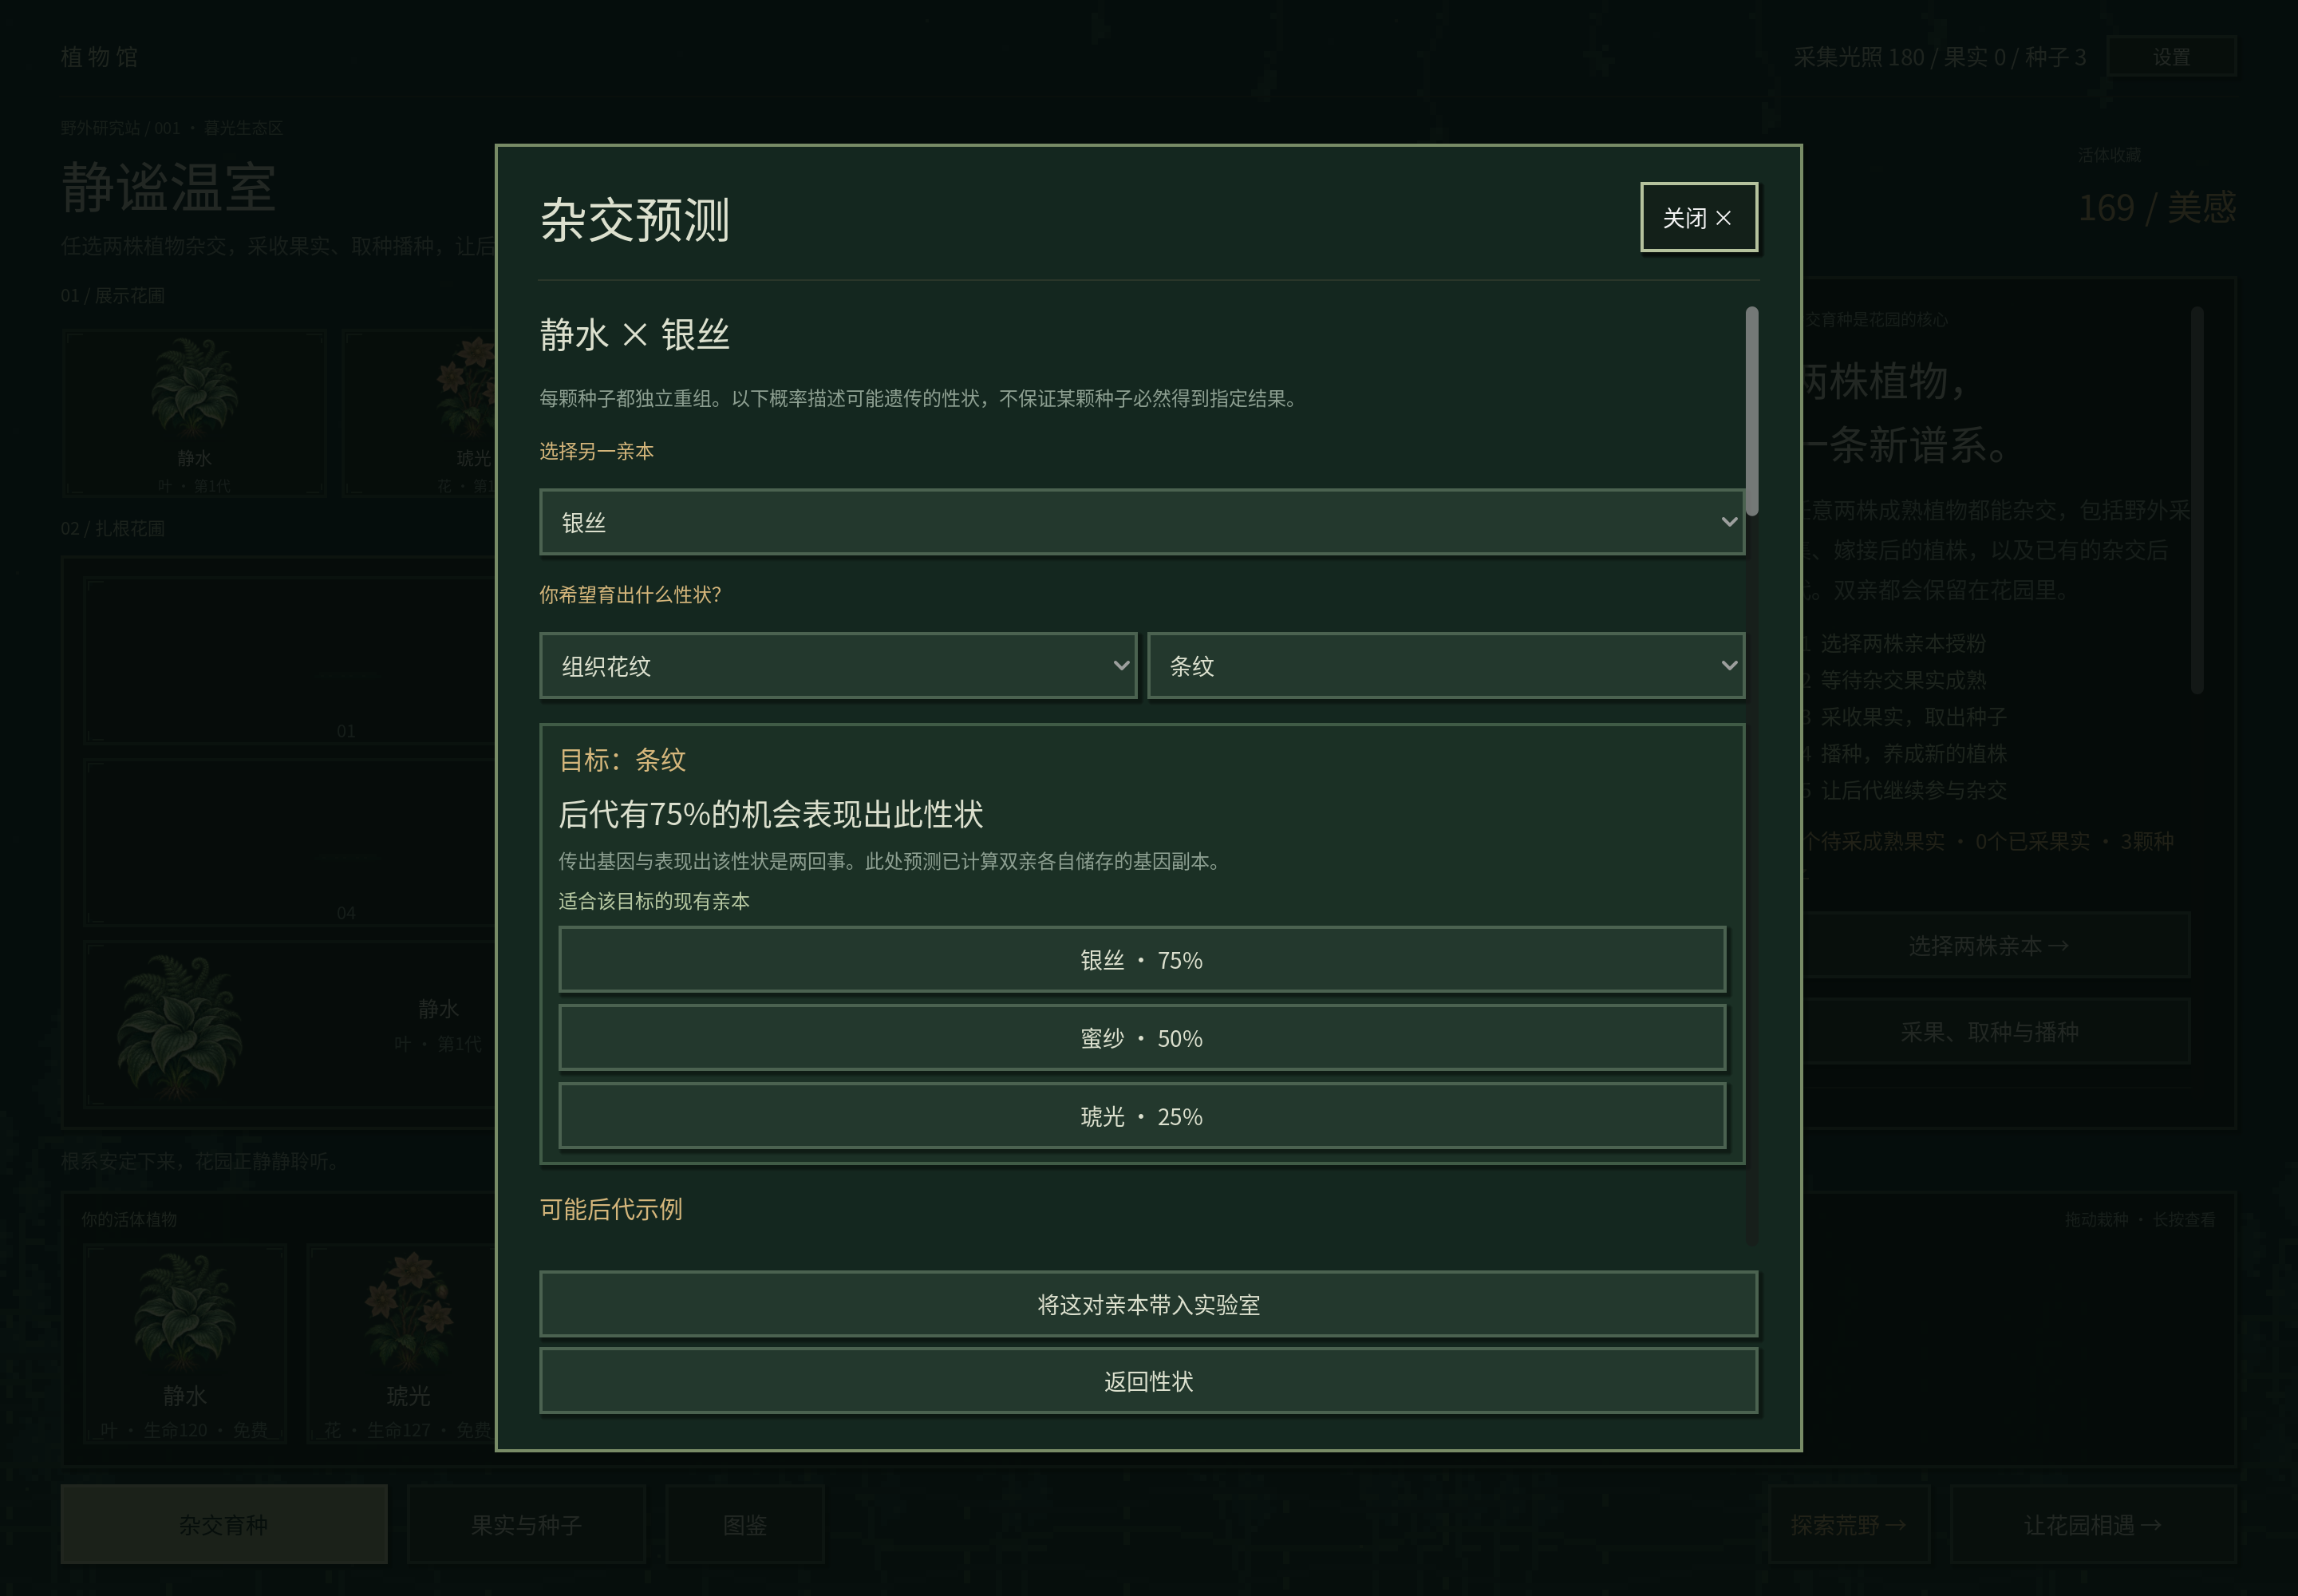 植物馆
采集光照 180 / 果实 0 / 种子 3
设置
野外研究站 / 001 · 暮光生态区
静谧温室
任选两株植物杂交，采收果实、取种播种，让后
活体收藏
169 / 美感
01 / 展示花圃
静水
叶 · 第1代
琥光
花 · 第1
02 / 扎根花圃
01
04
静水
叶 · 第1代
根系安定下来，花园正静静聆听。
你的活体植物
拖动栽种 · 长按查看
静水
叶 · 生命120 · 免费
琥光
花 · 生命127 · 免费
杂交育种
果实与种子
图鉴
探索荒野 →
让花园相遇 →
杂交预测
关闭 ×
静水 × 银丝
每颗种子都独立重组。以下概率描述可能遗传的性状，不保证某颗种子必然得到指定结果。
选择另一亲本
银丝
你希望育出什么性状？
组织花纹
条纹
目标：条纹
后代有75%的机会表现出此性状
传出基因与表现出该性状是两回事。此处预测已计算双亲各自储存的基因副本。
适合该目标的现有亲本
银丝 · 75%
蜜纱 · 50%
琥光 · 25%
可能后代示例
将这对亲本带入实验室
返回性状
交育种是花园的核心
两株植物，
一条新谱系。
意两株成熟植物都能杂交，包括野外采
、嫁接后的植株，以及已有的杂交后
。双亲都会保留在花园里。
选择两株亲本授粉
等待杂交果实成熟
采收果实，取出种子
播种，养成新的植株
让后代继续参与杂交
个待采成熟果实 · 0个已采果实 · 3颗种
选择两株亲本 →
采果、取种与播种